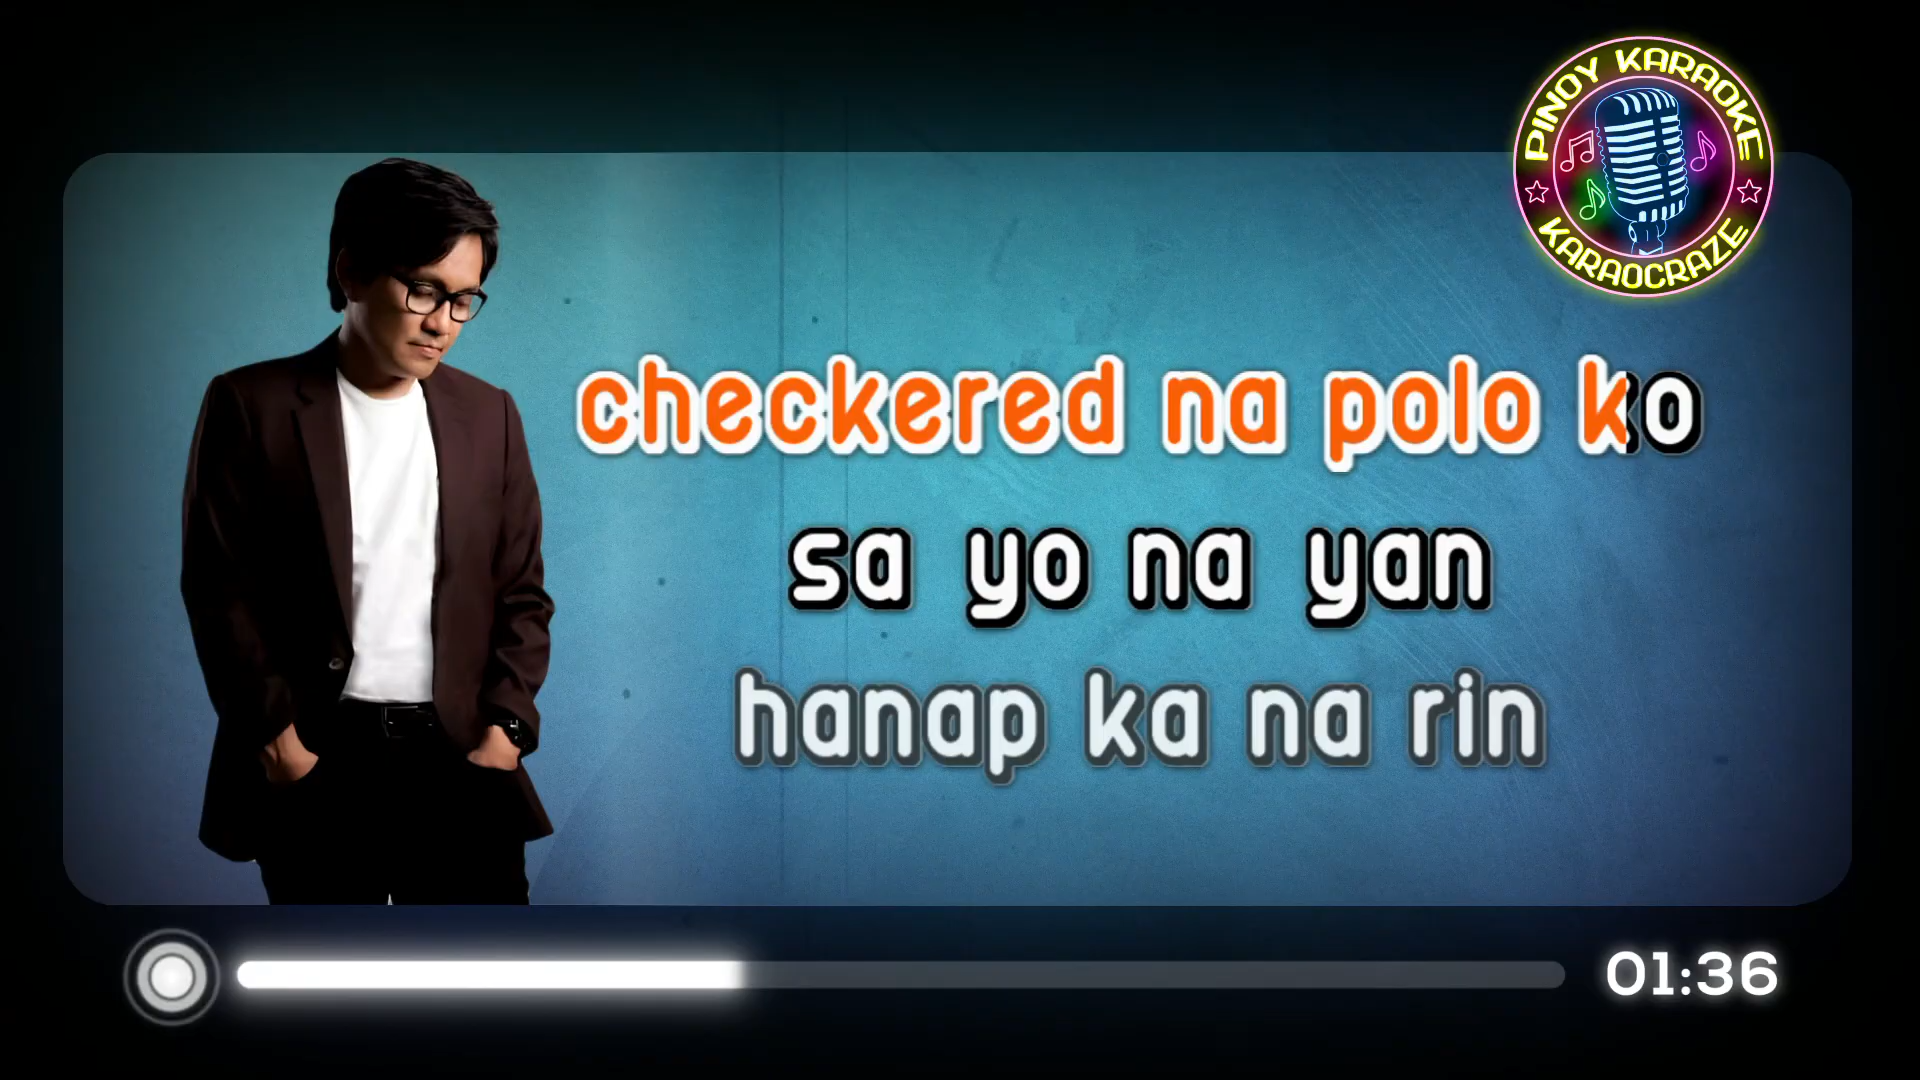 PINOY KARAOKE
KARAOCRAZE
checkered na polo ko
sa yo na yan
hanap ka na rin
01:36